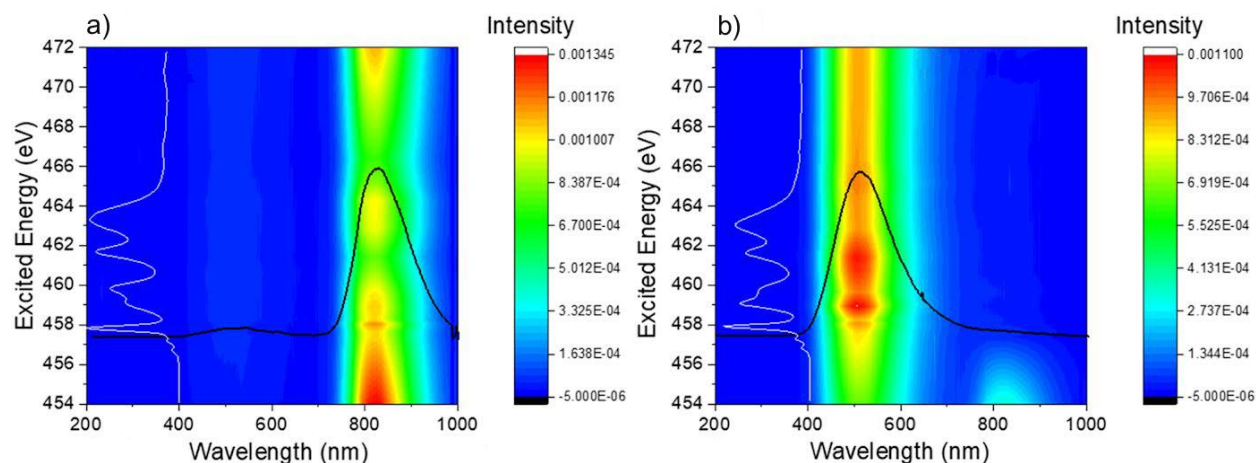 a)
Intensity
472
470
468
466
464
462
460
458
456
454
Excited Energy (eV)
200 400 600 800 1000
Wavelength (nm)
0.001345
0.001176
0.001007
8.387E-04
6.700E-04
5.012E-04
3.325E-04
1.638E-04
-5.000E-06
b)
Intensity
472
470
468
466
464
462
460
458
456
454
Excited Energy (eV)
200 400 600 800 1000
Wavelength (nm)
0.001100
9.706E-04
8.312E-04
6.919E-04
5.525E-04
4.131E-04
2.737E-04
1.344E-04
-5.000E-06